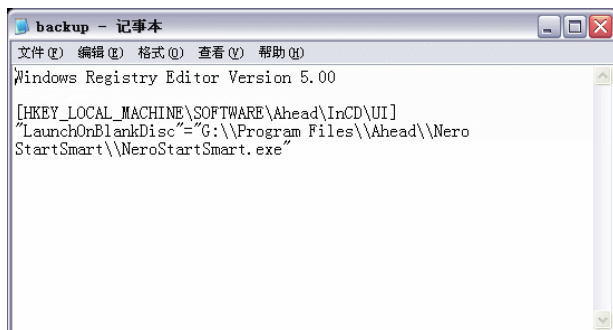 backup - 记事本
文件(F) 编辑(E) 格式(O) 查看(V) 帮助(H)
Windows Registry Editor Version 5.00
[HKEY_LOCAL_MACHINE\SOFTWARE\Ahead\InCD\UI]
"LaunchOnBlankDisc"="G:\\Program Files\\Ahead\\Nero
StartSmart\\NeroStartSmart.exe"